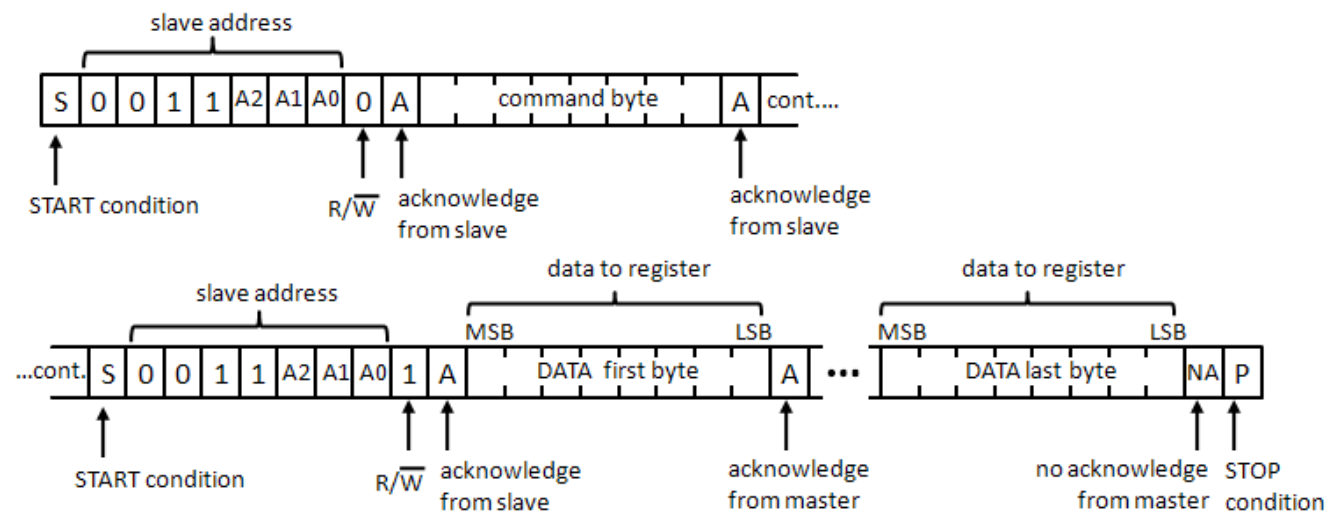 slave address
S 0 0 1 1 A2 A1 A0 0 A command byte A cont....
START condition
R/W̅
acknowledge
from slave
acknowledge
from slave
data to register
data to register
slave address
MSB LSB MSB LSB
...cont. S 0 0 1 1 A2 A1 A0 1 A DATA first byte A ••• DATA last byte NA P
START condition
R/W̅
acknowledge
from slave
acknowledge
from master
no acknowledge
from master
STOP
condition